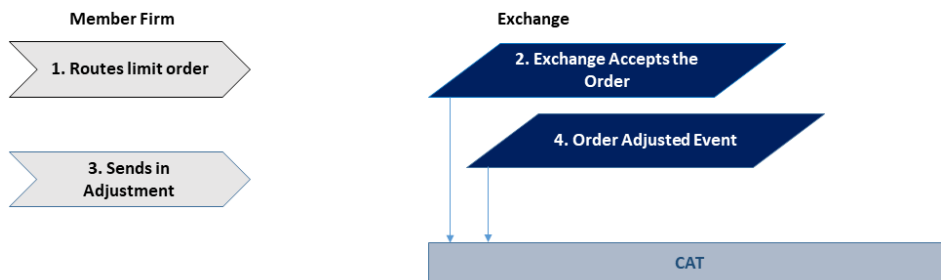 Member Firm
Exchange
1. Routes limit order
2. Exchange Accepts the
Order
3. Sends in
Adjustment
4. Order Adjusted Event
CAT